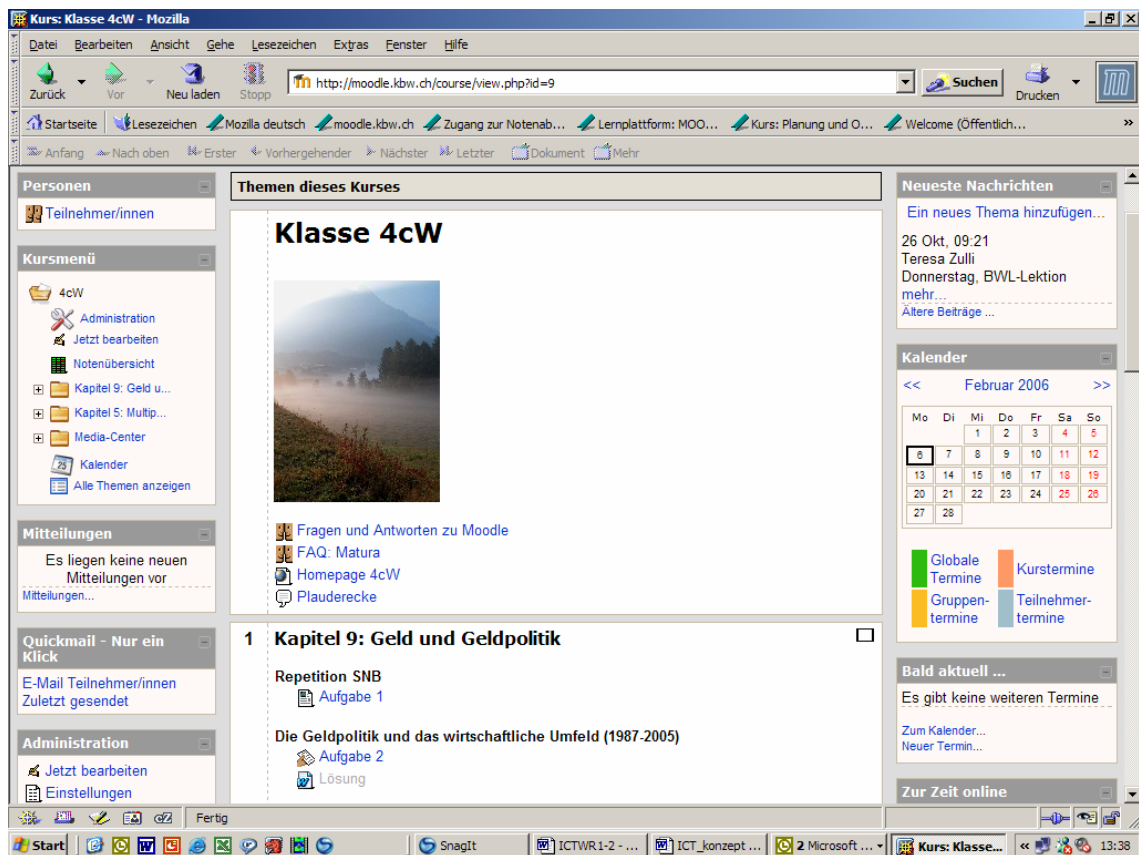 Kurs: Klasse 4cW - Mozilla
Datei Bearbeiten Ansicht Gehe Lesezeichen Extras Fenster Hilfe
Zurück Vor Neu laden Stopp http://moodle.kbw.ch/course/view.php?id=9 Suchen Drucken
Startseite Lesezeichen Mozilla deutsch moodle.kbw.ch Zugang zur Notenab... Lernplattform: MOO... Kurs: Planung und O... Welcome (Öffentlich... »
Anfang Nach oben Erster Vorhergehender Nächster Letzter Dokument Mehr
Personen
Teilnehmer/innen
Kursmenü
4cW
Administration
Jetzt bearbeiten
Notenübersicht
Kapitel 9: Geld u...
Kapitel 5: Multip...
Media-Center
25 Kalender
Alle Themen anzeigen
Mitteilungen
Es liegen keine neuen
Mitteilungen vor
Mitteilungen...
Quickmail - Nur ein
Klick
E-Mail Teilnehmer/innen
Zuletzt gesendet
Administration
Jetzt bearbeiten
Einstellungen
Themen dieses Kurses
Klasse 4cW
Fragen und Antworten zu Moodle
FAQ: Matura
Homepage 4cW
Plauderecke
1 Kapitel 9: Geld und Geldpolitik
Repetition SNB
Aufgabe 1
Die Geldpolitik und das wirtschaftliche Umfeld (1987-2005)
Aufgabe 2
Lösung
Neueste Nachrichten
Ein neues Thema hinzufügen...
26 Okt, 09:21
Teresa Zulli
Donnerstag, BWL-Lektion
mehr...
Ältere Beiträge ...
Kalender
<< Februar 2006 >>
Mo Di Mi Do Fr Sa So
1 2 3 4 5
6 7 8 9 10 11 12
13 14 15 16 17 18 19
20 21 22 23 24 25 26
27 28
Globale
Termine
Kurstermine
Gruppen-
termine
Teilnehmer-
termine
Bald aktuell ...
Es gibt keine weiteren Termine
Zum Kalender...
Neuer Termin...
Zur Zeit online
Fertig
Start SnagIt ICTWR1-2 - ... ICT_konzept ... 2 Microsoft ... Kurs: Klasse... « 13:38